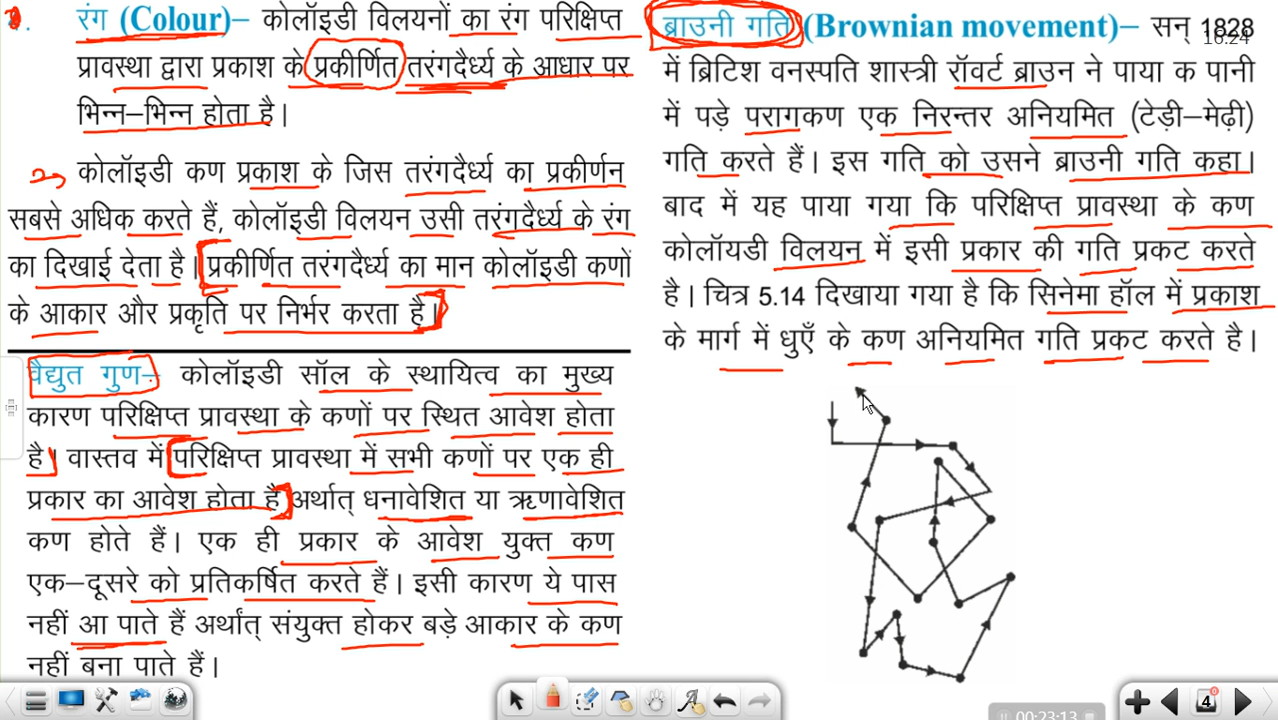 रंग (Colour)– कोलॉइडी विलयनों का रंग परिक्षिप्त
प्रावस्था द्वारा प्रकाश के प्रकीर्णित तरंगदैर्ध्य के आधार पर
भिन्न–भिन्न होता है।
कोलॉइडी कण प्रकाश के जिस तरंगदैर्ध्य का प्रकीर्णन
सबसे अधिक करते हैं, कोलॉइडी विलयन उसी तरंगदैर्ध्य के रंग
का दिखाई देता है। प्रकीर्णित तरंगदैर्ध्य का मान कोलॉइडी कणों
के आकार और प्रकृति पर निर्भर करता है।
वैद्युत गुण– कोलॉइडी सॉल के स्थायित्व का मुख्य
कारण परिक्षिप्त प्रावस्था के कणों पर स्थित आवेश होता
है। वास्तव में परिक्षिप्त प्रावस्था में सभी कणों पर एक ही
प्रकार का आवेश होता है अर्थात् धनावेशित या ऋणावेशित
कण होते हैं। एक ही प्रकार के आवेश युक्त कण
एक–दूसरे को प्रतिकर्षित करते हैं। इसी कारण ये पास
नहीं आ पाते हैं अर्थांत् संयुक्त होकर बड़े आकार के कण
नहीं बना पाते हैं।
ब्राउनी गति (Brownian movement)– सन् 1828
16:24
में ब्रिटिश वनस्पति शास्त्री रॉवर्ट ब्राउन ने पाया क पानी
में पड़े परागकण एक निरन्तर अनियमित (टेड़ी–मेढ़ी)
गति करते हैं। इस गति को उसने ब्राउनी गति कहा।
बाद में यह पाया गया कि परिक्षिप्त प्रावस्था के कण
कोलॉयडी विलयन में इसी प्रकार की गति प्रकट करते
है। चित्र 5.14 दिखाया गया है कि सिनेमा हॉल में प्रकाश
के मार्ग में धुएँ के कण अनियमित गति प्रकट करते है।
4
00:23:13